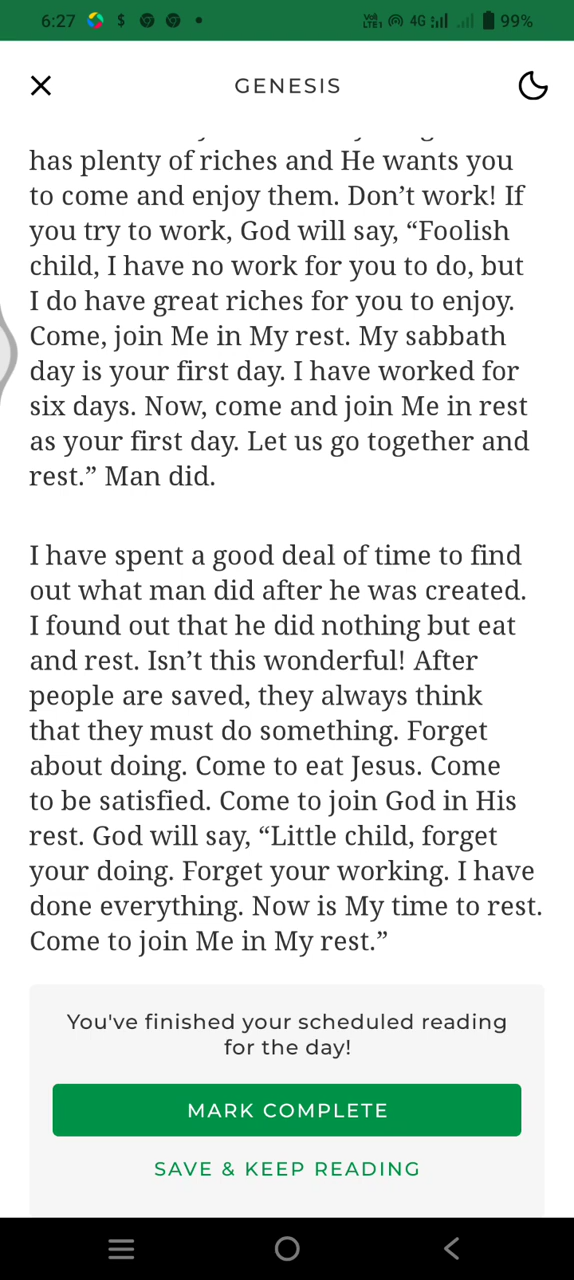 6:27 $ • Vo) LTE1 4G 99%
GENESIS
has plenty of riches and He wants you
to come and enjoy them. Don’t work! If
you try to work, God will say, “Foolish
child, I have no work for you to do, but
I do have great riches for you to enjoy.
Come, join Me in My rest. My sabbath
day is your first day. I have worked for
six days. Now, come and join Me in rest
as your first day. Let us go together and
rest.” Man did.
I have spent a good deal of time to find
out what man did after he was created.
I found out that he did nothing but eat
and rest. Isn’t this wonderful! After
people are saved, they always think
that they must do something. Forget
about doing. Come to eat Jesus. Come
to be satisfied. Come to join God in His
rest. God will say, “Little child, forget
your doing. Forget your working. I have
done everything. Now is My time to rest.
Come to join Me in My rest.”
You've finished your scheduled reading
for the day!
MARK COMPLETE
SAVE & KEEP READING